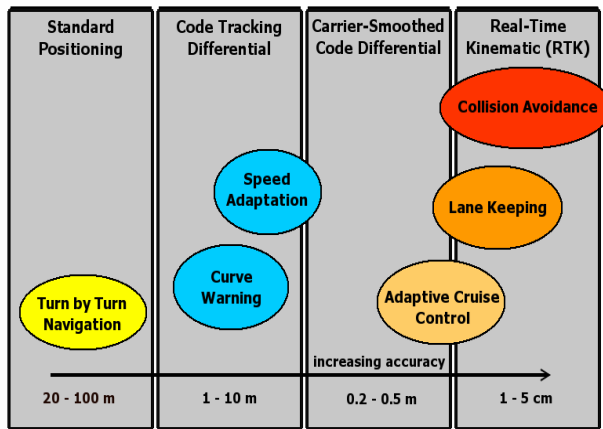 Standard
Positioning
Code Tracking
Differential
Carrier-Smoothed
Code Differential
Real-Time
Kinematic (RTK)
Collision Avoidance
Speed
Adaptation
Lane Keeping
Curve
Warning
Turn by Turn
Navigation
Adaptive Cruise
Control
increasing accuracy
20 - 100 m
1 - 10 m
0.2 - 0.5 m
1 - 5 cm